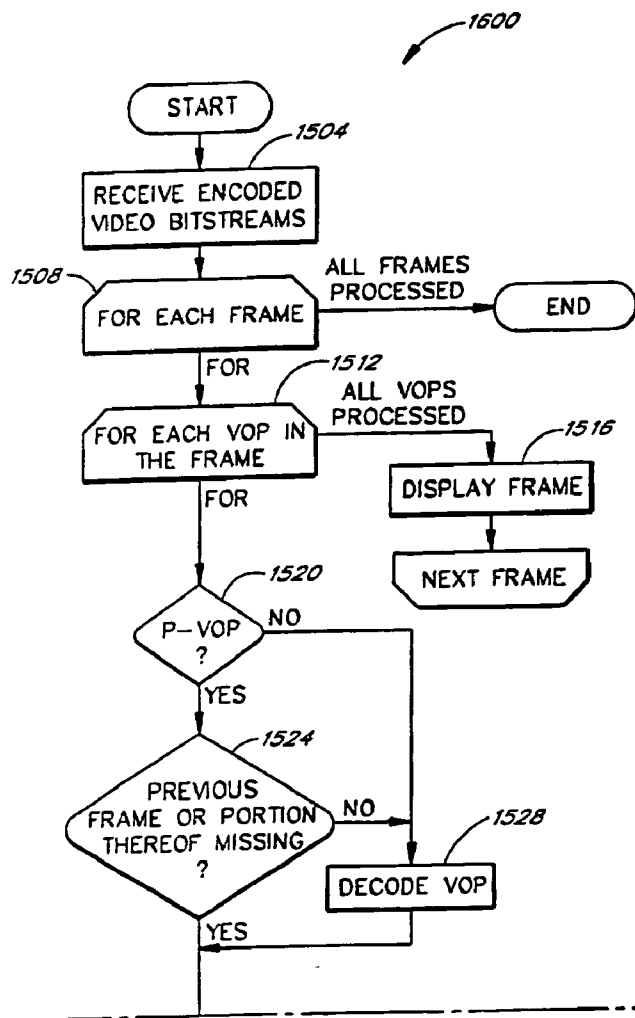 1600
START
1504
RECEIVE ENCODED
VIDEO BITSTREAMS
1508
FOR EACH FRAME
ALL FRAMES
PROCESSED
END
FOR
1512
FOR EACH VOP IN
THE FRAME
ALL VOPS
PROCESSED
1516
DISPLAY FRAME
NEXT FRAME
FOR
1520
P-VOP
?
NO
YES
1524
PREVIOUS
FRAME OR PORTION
THEREOF MISSING
?
NO
1528
DECODE VOP
YES